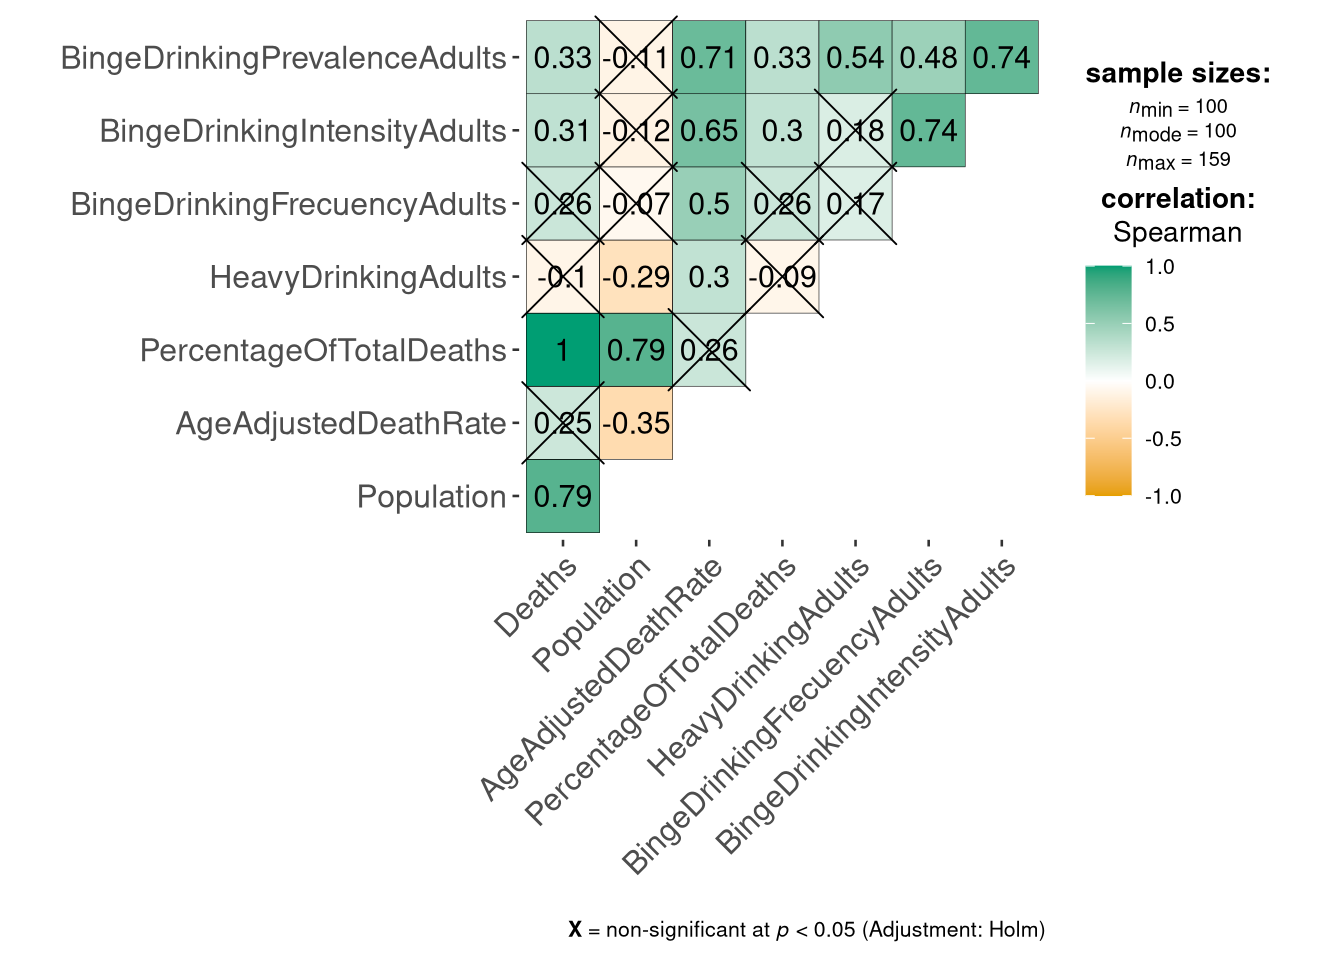 BingeDrinkingPrevalenceAdults 0.33 -0.11 0.71 0.33 0.54 0.48 0.74
BingeDrinkingIntensityAdults 0.31 -0.12 0.65 0.3 0.18 0.74
BingeDrinkingFrecuencyAdults 0.26 -0.07 0.5 0.26 0.17
HeavyDrinkingAdults -0.1 -0.29 0.3 -0.09
PercentageOfTotalDeaths 1 0.79 0.26
AgeAdjustedDeathRate 0.25 -0.35
Population 0.79
Deaths
Population
AgeAdjustedDeathRate
PercentageOfTotalDeaths
HeavyDrinkingAdults
BingeDrinkingFrecuencyAdults
BingeDrinkingIntensityAdults
sample sizes:
nmin = 100
nmode = 100
nmax = 159
correlation:
Spearman
1.0
0.5
0.0
-0.5
-1.0
X = non-significant at p < 0.05 (Adjustment: Holm)